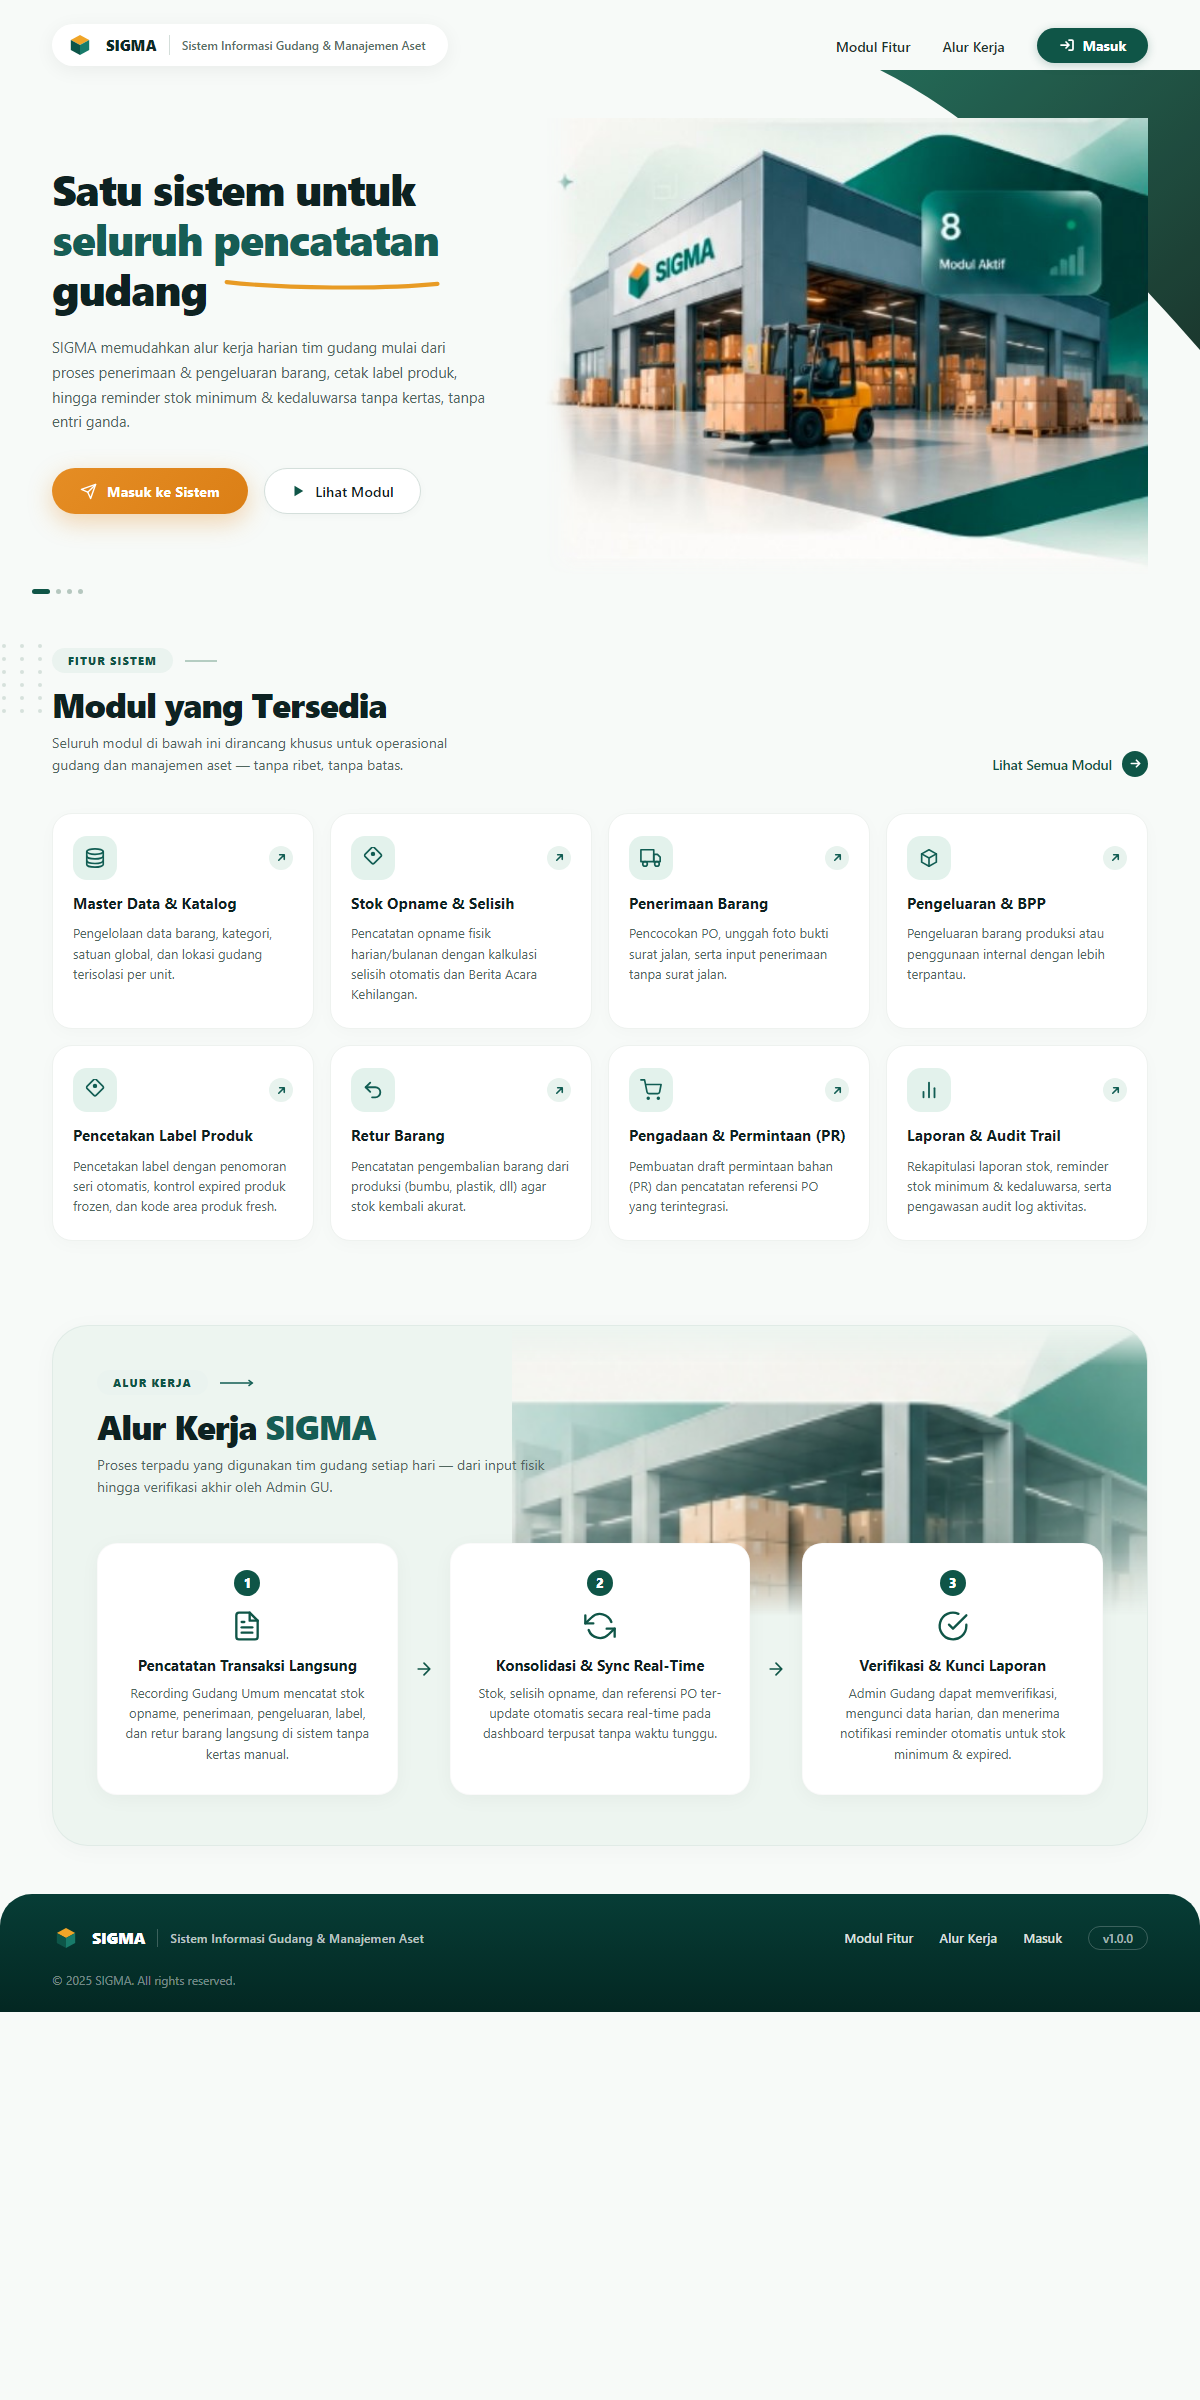 SIGMA Sistem Informasi Gudang & Manajemen Aset
Modul Fitur Alur Kerja Masuk
Satu sistem untuk
seluruh pencatatan
gudang
SIGMA memudahkan alur kerja harian tim gudang mulai dari
proses penerimaan & pengeluaran barang, cetak label produk,
hingga reminder stok minimum & kedaluwarsa tanpa kertas, tanpa
entri ganda.
Masuk ke Sistem Lihat Modul
SIGMA
8
Modul Aktif
FITUR SISTEM
Modul yang Tersedia
Seluruh modul di bawah ini dirancang khusus untuk operasional
gudang dan manajemen aset — tanpa ribet, tanpa batas.
Lihat Semua Modul
Master Data & Katalog
Pengelolaan data barang, kategori,
satuan global, dan lokasi gudang
terisolasi per unit.
Stok Opname & Selisih
Pencatatan opname fisik
harian/bulanan dengan kalkulasi
selisih otomatis dan Berita Acara
Kehilangan.
Penerimaan Barang
Pencocokan PO, unggah foto bukti
surat jalan, serta input penerimaan
tanpa surat jalan.
Pengeluaran & BPP
Pengeluaran barang produksi atau
penggunaan internal dengan lebih
terpantau.
Pencetakan Label Produk
Pencetakan label dengan penomoran
seri otomatis, kontrol expired produk
frozen, dan kode area produk fresh.
Retur Barang
Pencatatan pengembalian barang dari
produksi (bumbu, plastik, dll) agar
stok kembali akurat.
Pengadaan & Permintaan (PR)
Pembuatan draft permintaan bahan
(PR) dan pencatatan referensi PO
yang terintegrasi.
Laporan & Audit Trail
Rekapitulasi laporan stok, reminder
stok minimum & kedaluwarsa, serta
pengawasan audit log aktivitas.
ALUR KERJA
Alur Kerja SIGMA
Proses terpadu yang digunakan tim gudang setiap hari — dari input fisik
hingga verifikasi akhir oleh Admin GU.
1
Pencatatan Transaksi Langsung
Recording Gudang Umum mencatat stok
opname, penerimaan, pengeluaran, label,
dan retur barang langsung di sistem tanpa
kertas manual.
2
Konsolidasi & Sync Real-Time
Stok, selisih opname, dan referensi PO ter-
update otomatis secara real-time pada
dashboard terpusat tanpa waktu tunggu.
3
Verifikasi & Kunci Laporan
Admin Gudang dapat memverifikasi,
mengunci data harian, dan menerima
notifikasi reminder otomatis untuk stok
minimum & expired.
SIGMA Sistem Informasi Gudang & Manajemen Aset
Modul Fitur Alur Kerja Masuk v1.0.0
© 2025 SIGMA. All rights reserved.